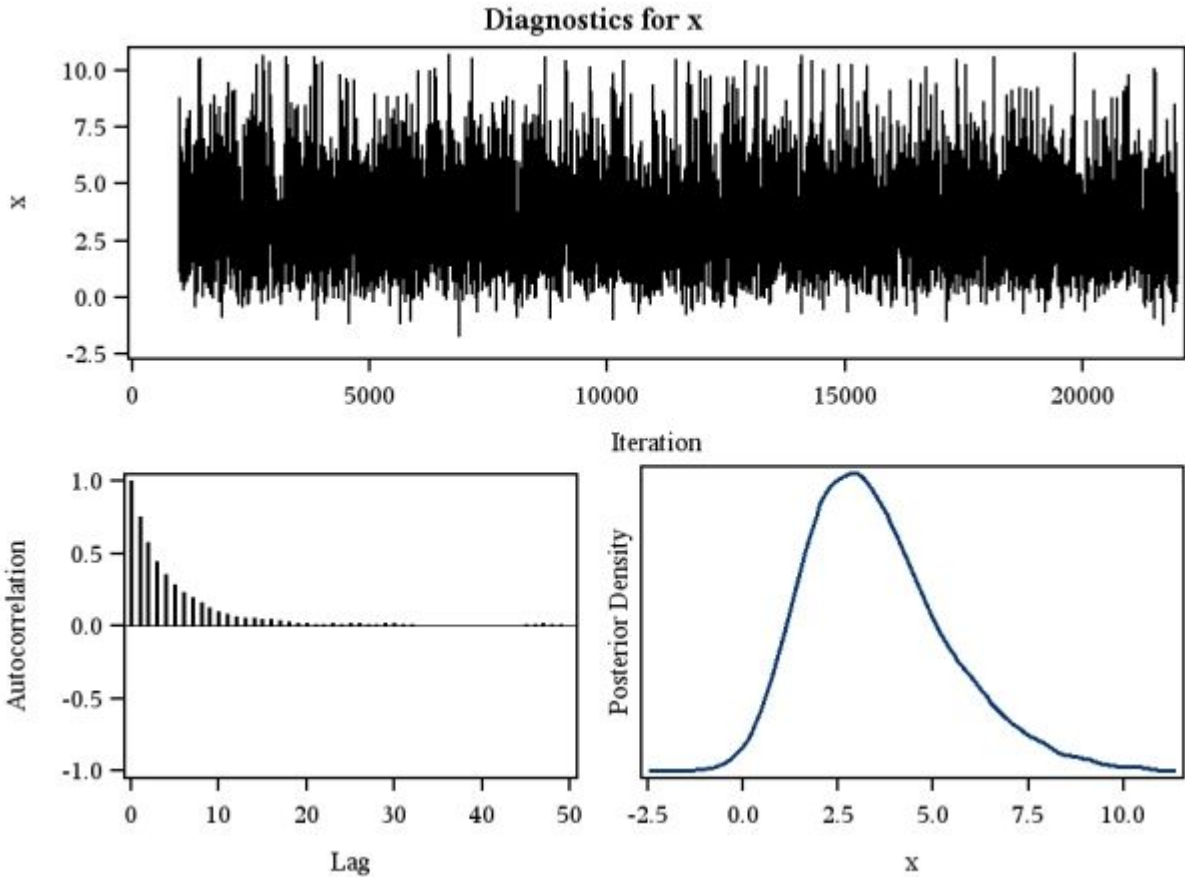 Diagnostics for x
10.0
7.5
5.0
2.5
0.0
-2.5
x
0 5000 10000 15000 20000
Iteration
1.0
0.5
0.0
-0.5
-1.0
Autocorrelation
0 10 20 30 40 50
Lag
Posterior Density
-2.5 0.0 2.5 5.0 7.5 10.0
x